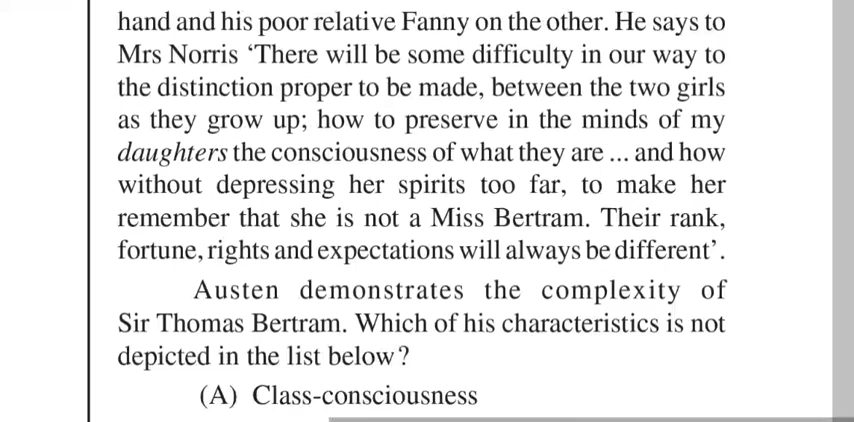 hand and his poor relative Fanny on the other. He says to
Mrs Norris ‘There will be some difficulty in our way to
the distinction proper to be made, between the two girls
as they grow up; how to preserve in the minds of my
daughters the consciousness of what they are ... and how
without depressing her spirits too far, to make her
remember that she is not a Miss Bertram. Their rank,
fortune, rights and expectations will always be different’.
Austen demonstrates the complexity of
Sir Thomas Bertram. Which of his characteristics is not
depicted in the list below?
(A) Class-consciousness